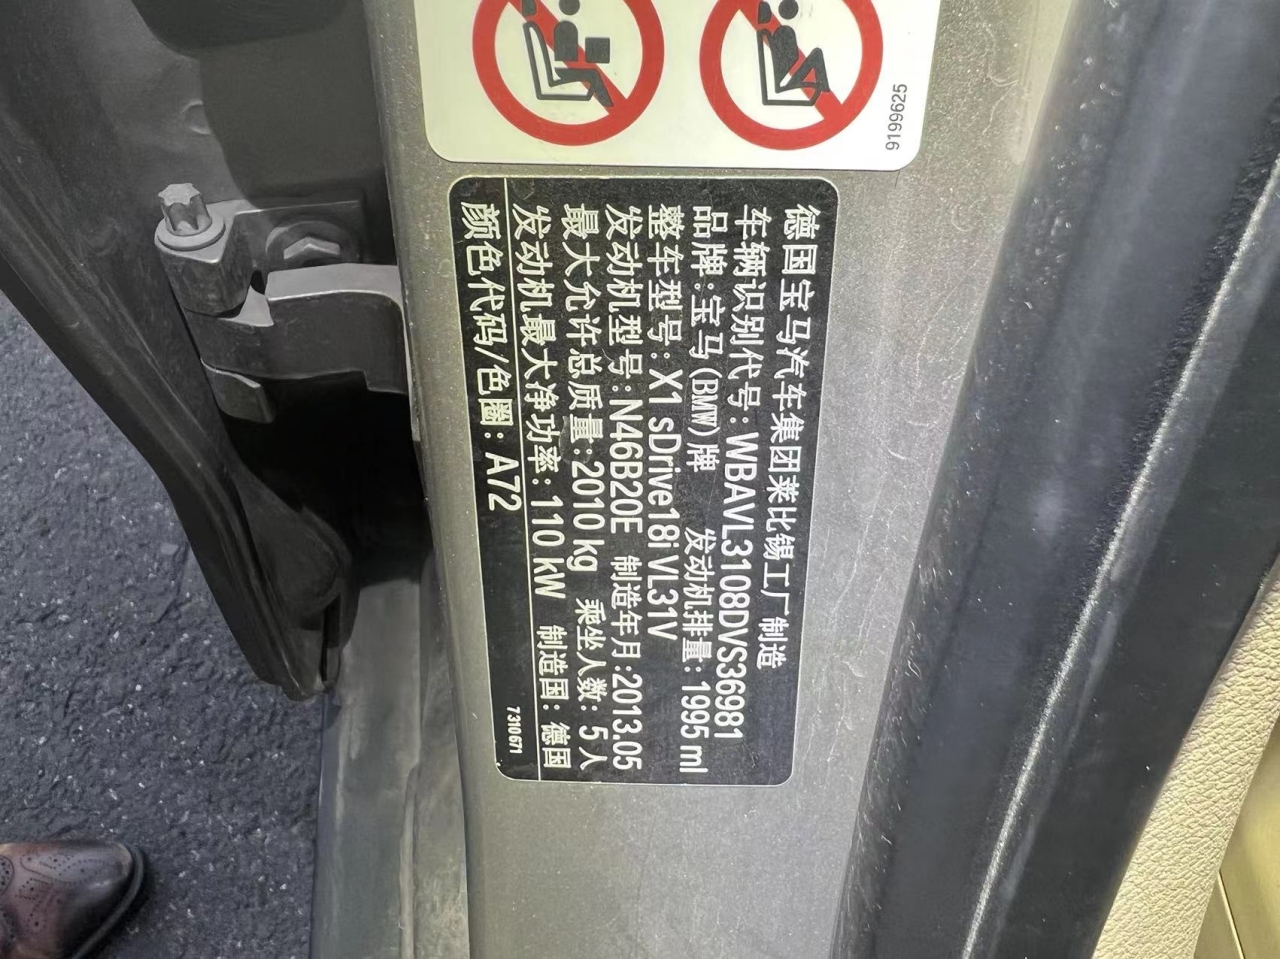 9199625
德国宝马汽车集团莱比锡工厂制造
车辆识别代号: WBAVL3108DVS36981
品牌:宝马(BMW)牌 发动机排量: 1995 ml
整车型号: X1 sDrive18i VL31V
发动机型号: N46B20E 制造年月:2013.05
最大允许总质量:2010 kg 乘坐人数: 5 人
发动机最大净功率: 110 kW 制造国: 德国
颜色代码/色圈: A72
7310671